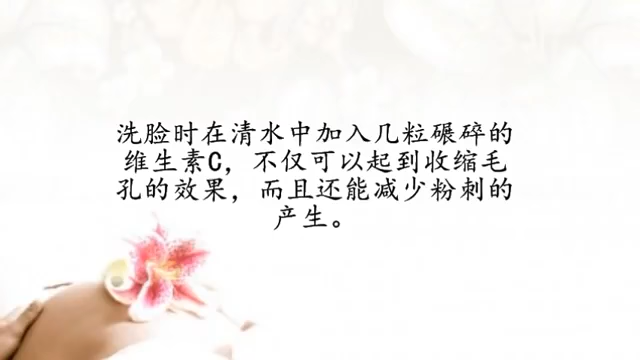 洗脸时在清水中加入几粒碾碎的
维生素C，不仅可以起到收缩毛
孔的效果，而且还能减少粉刺的
产生。